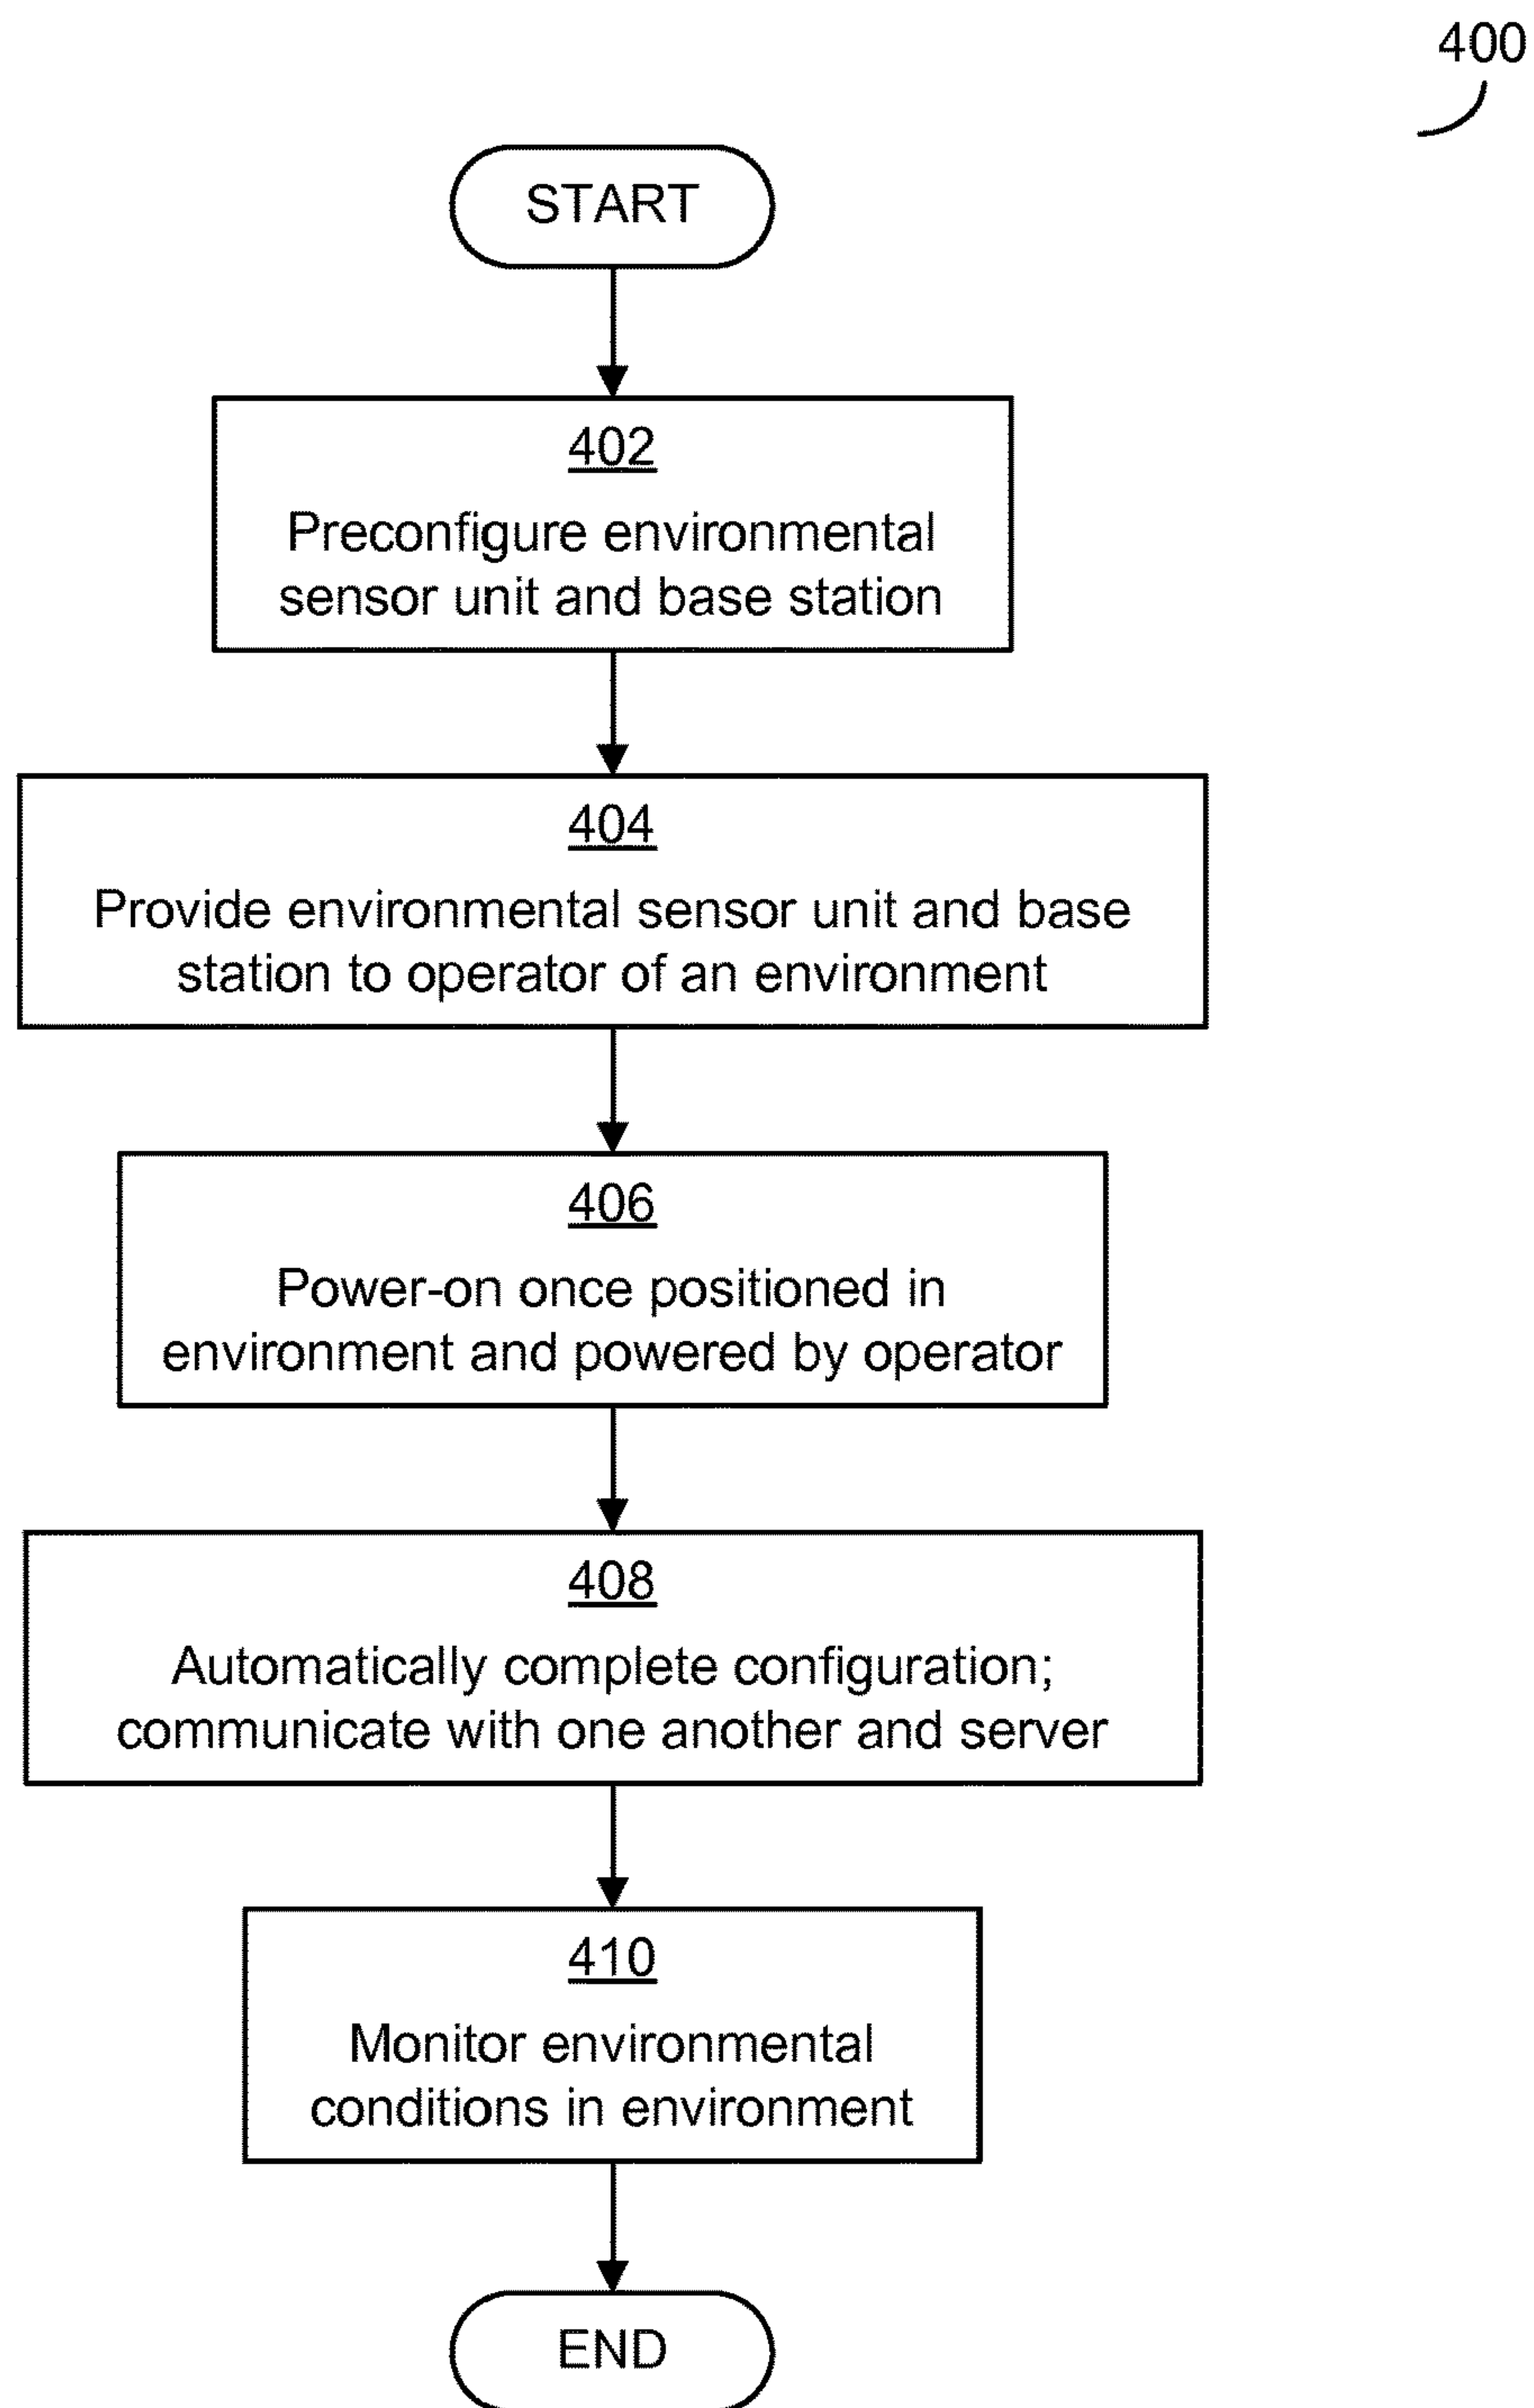 400
START
402
Preconfigure environmental
sensor unit and base station
404
Provide environmental sensor unit and base
station to operator of an environment
406
Power-on once positioned in
environment and powered by operator
408
Automatically complete configuration;
communicate with one another and server
410
Monitor environmental
conditions in environment
END